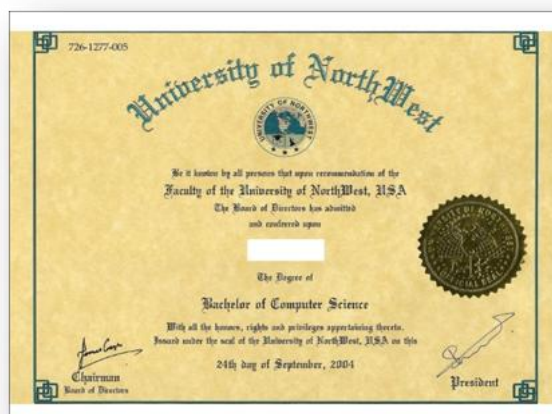 726-1277-005
University of NorthWest
UNIVERSITY OF NORTHWEST
Be it known by all persons that upon recommendation of the
Faculty of the University of NorthWest, USA
The Board of Directors has admitted
and conferred upon
The Degree of
Bachelor of Computer Science
With all the honors, rights and privileges appertaining thereto.
Issued under the seal of the University of NorthWest, USA on this
24th day of September, 2004
Chairman
Board of Directors
President